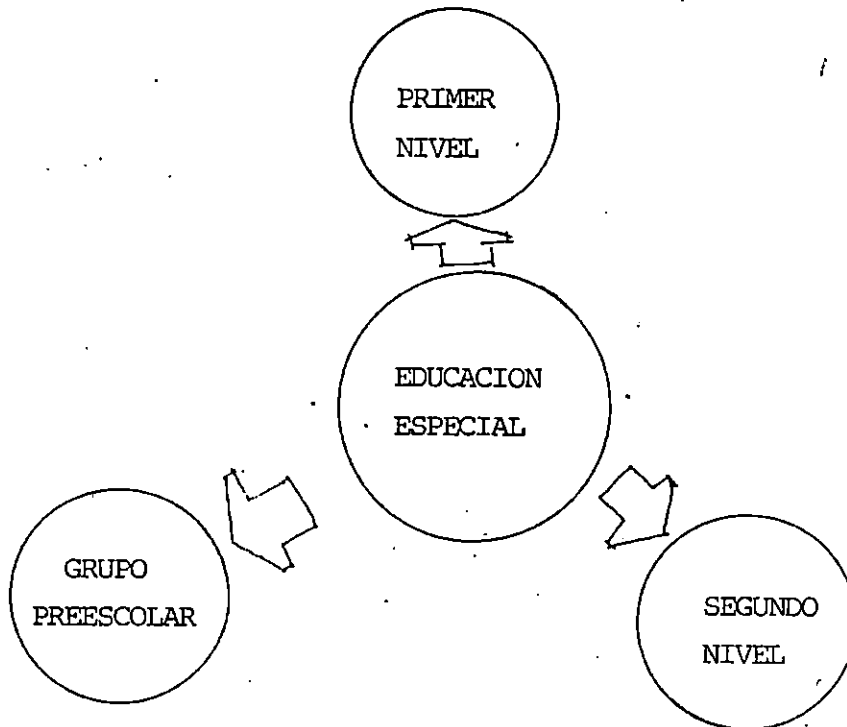 PRIMER
NIVEL
EDUCACION
ESPECIAL
GRUPO
PREESCOLAR
SEGUNDO
NIVEL